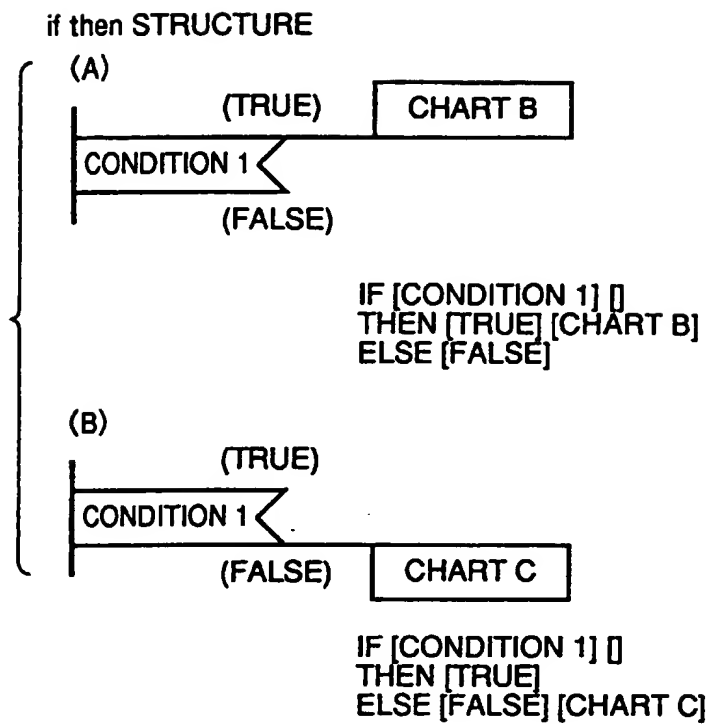 if then STRUCTURE
(A)
(TRUE) CHART B
CONDITION 1
(FALSE)
IF [CONDITION 1] []
THEN [TRUE] [CHART B]
ELSE [FALSE]
(B)
(TRUE)
CONDITION 1
(FALSE) CHART C
IF [CONDITION 1] []
THEN [TRUE]
ELSE [FALSE] [CHART C]